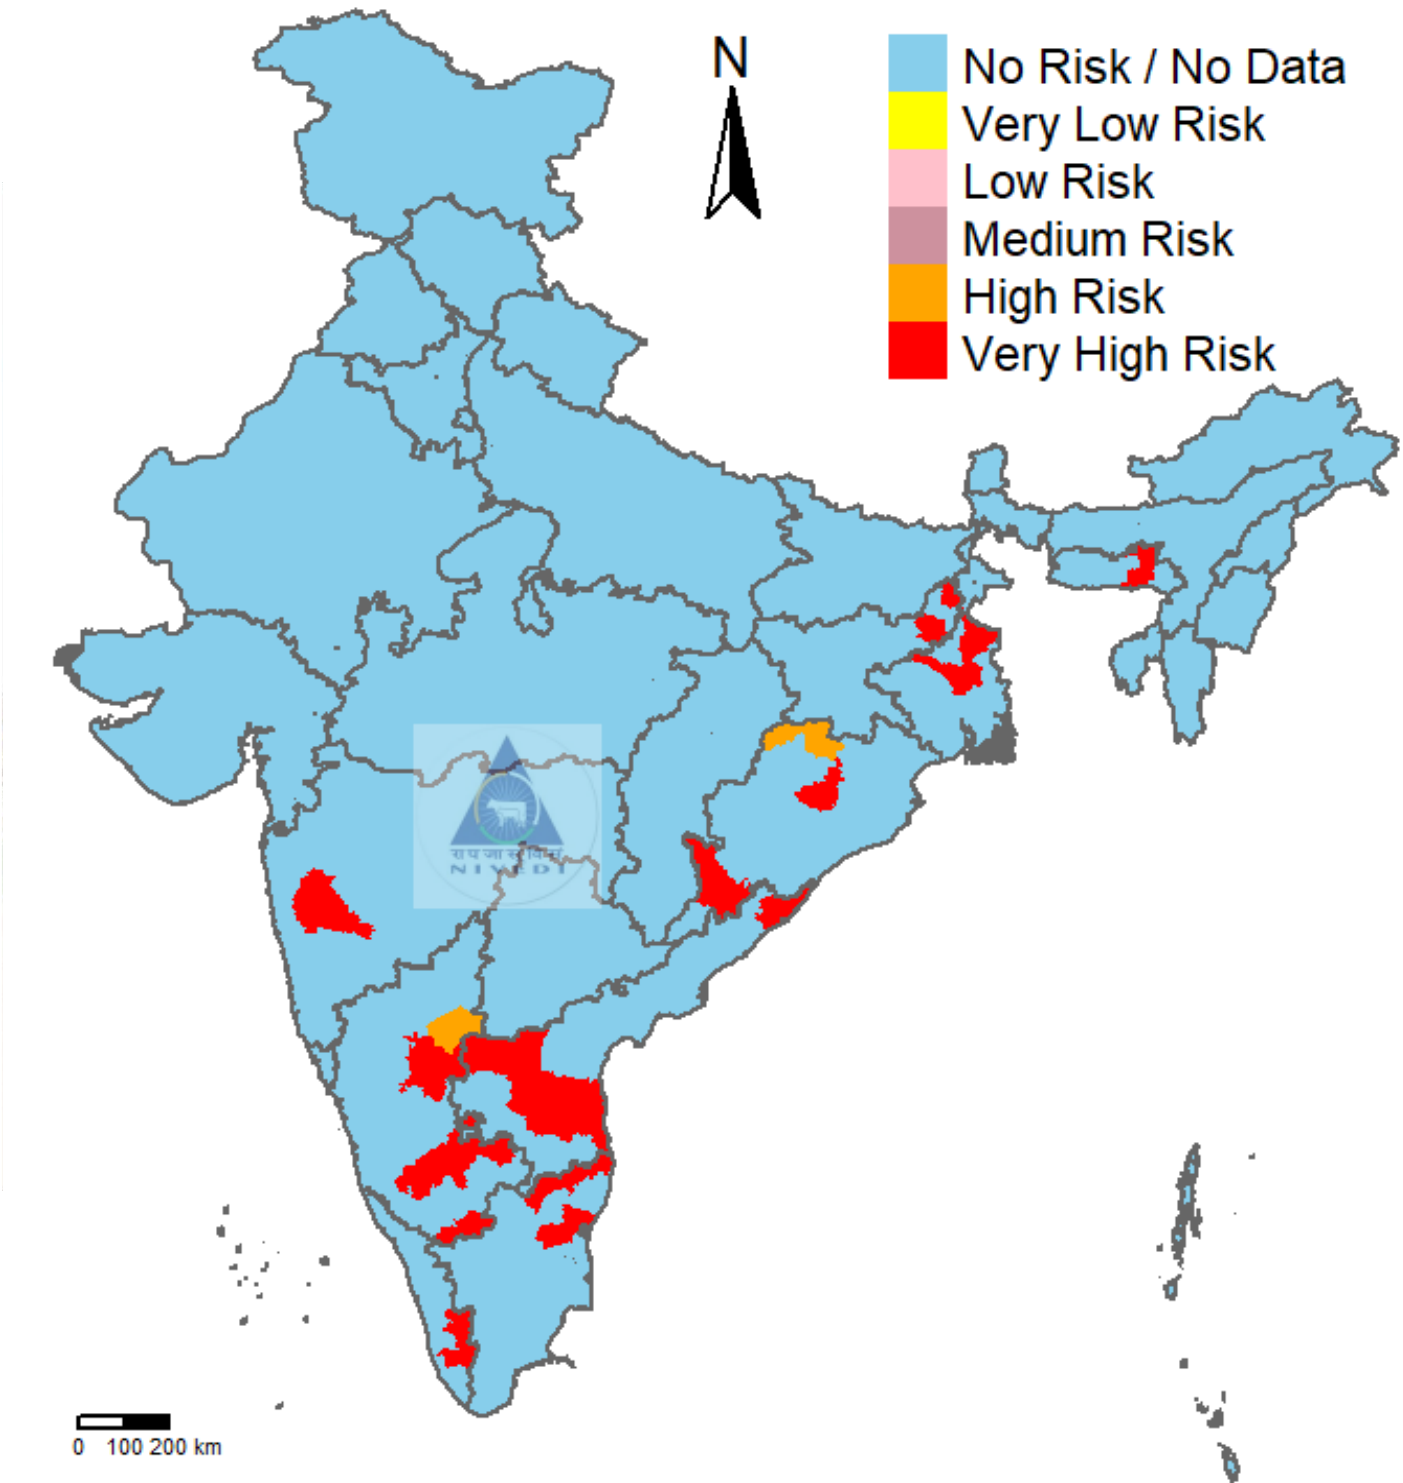 N
No Risk / No Data
Very Low Risk
Low Risk
Medium Risk
High Risk
Very High Risk
NIVEDI
0 100 200 km